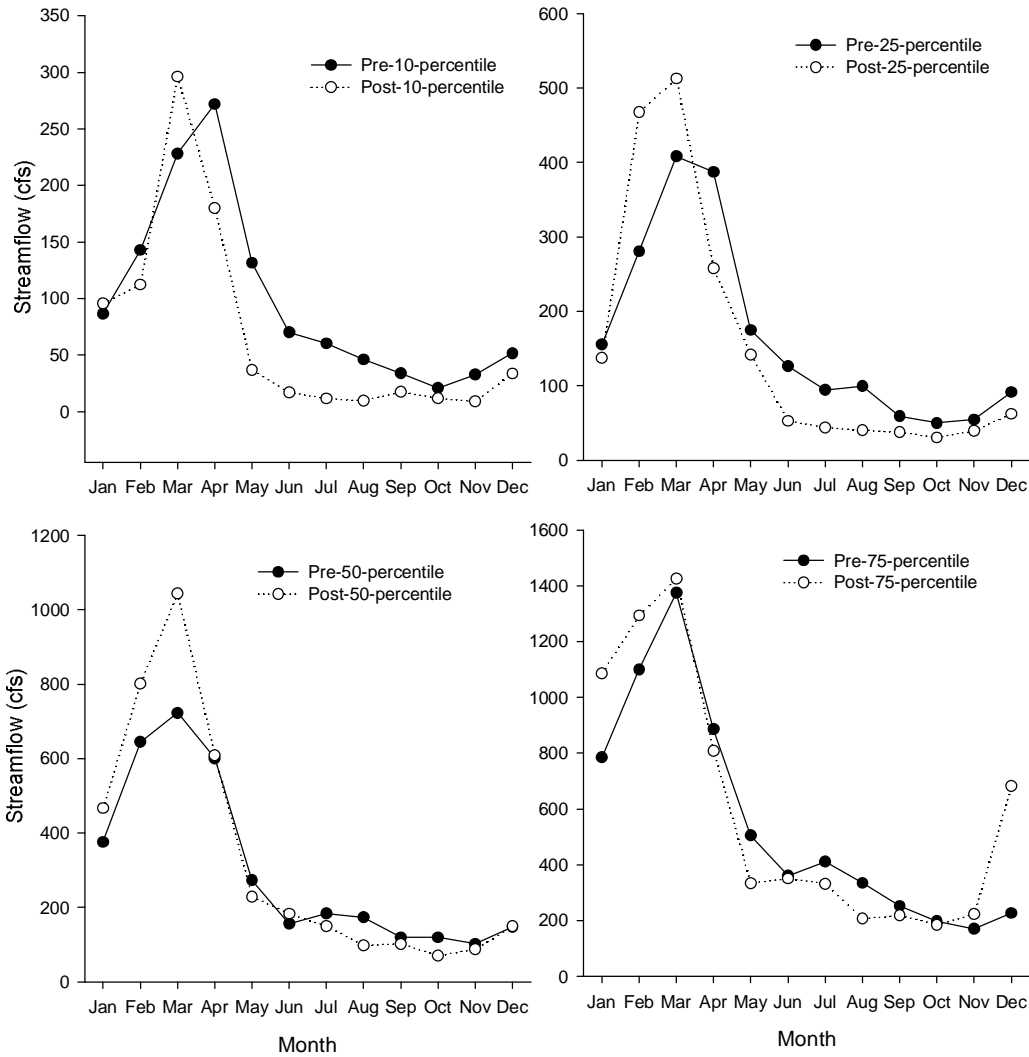 350
300
250
200
150
100
50
0
Streamflow (cfs)
Pre-10-percentile
Post-10-percentile
Jan Feb Mar Apr May Jun Jul Aug Sep Oct Nov Dec
600
500
400
300
200
100
0
Pre-25-percentile
Post-25-percentile
Jan Feb Mar Apr May Jun Jul Aug Sep Oct Nov Dec
1200
1000
800
600
400
200
0
Streamflow (cfs)
Pre-50-percentile
Post-50-percentile
Jan Feb Mar Apr May Jun Jul Aug Sep Oct Nov Dec
Month
1600
1400
1200
1000
800
600
400
200
0
Pre-75-percentile
Post-75-percentile
Jan Feb Mar Apr May Jun Jul Aug Sep Oct Nov Dec
Month